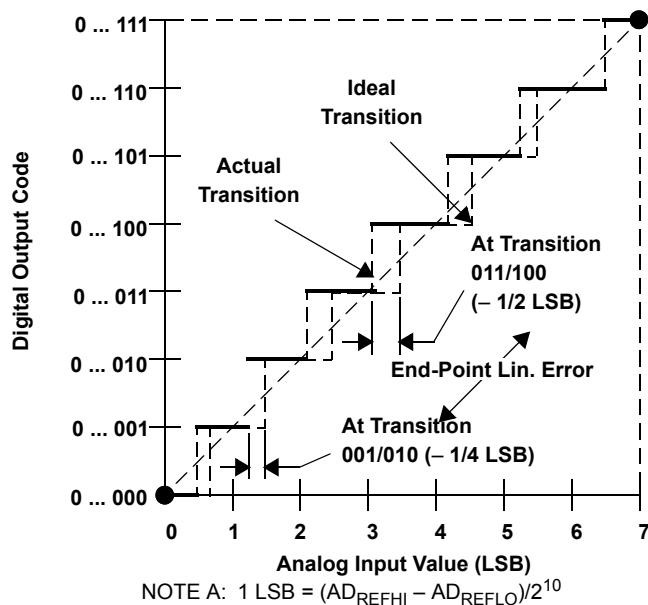 Digital Output Code
0 ... 111
0 ... 110
0 ... 101
0 ... 100
0 ... 011
0 ... 010
0 ... 001
0 ... 000
Ideal
Transition
Actual
Transition
At Transition
011/100
(– 1/2 LSB)
End-Point Lin. Error
At Transition
001/010 (– 1/4 LSB)
0 1 2 3 4 5 6 7
Analog Input Value (LSB)
NOTE A: 1 LSB = (AD_REFHI – AD_REFLO)/2^10